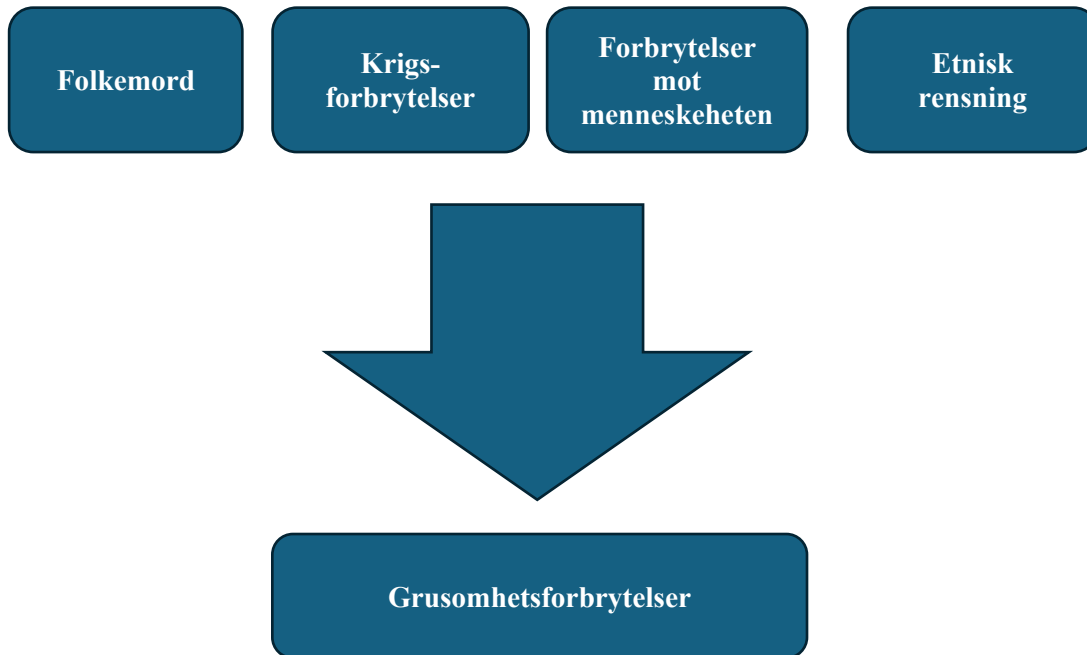 Folkemord
Krigs-
forbrytelser
Forbrytelser
mot
menneskeheten
Etnisk
rensning
Grusomhetsforbrytelser